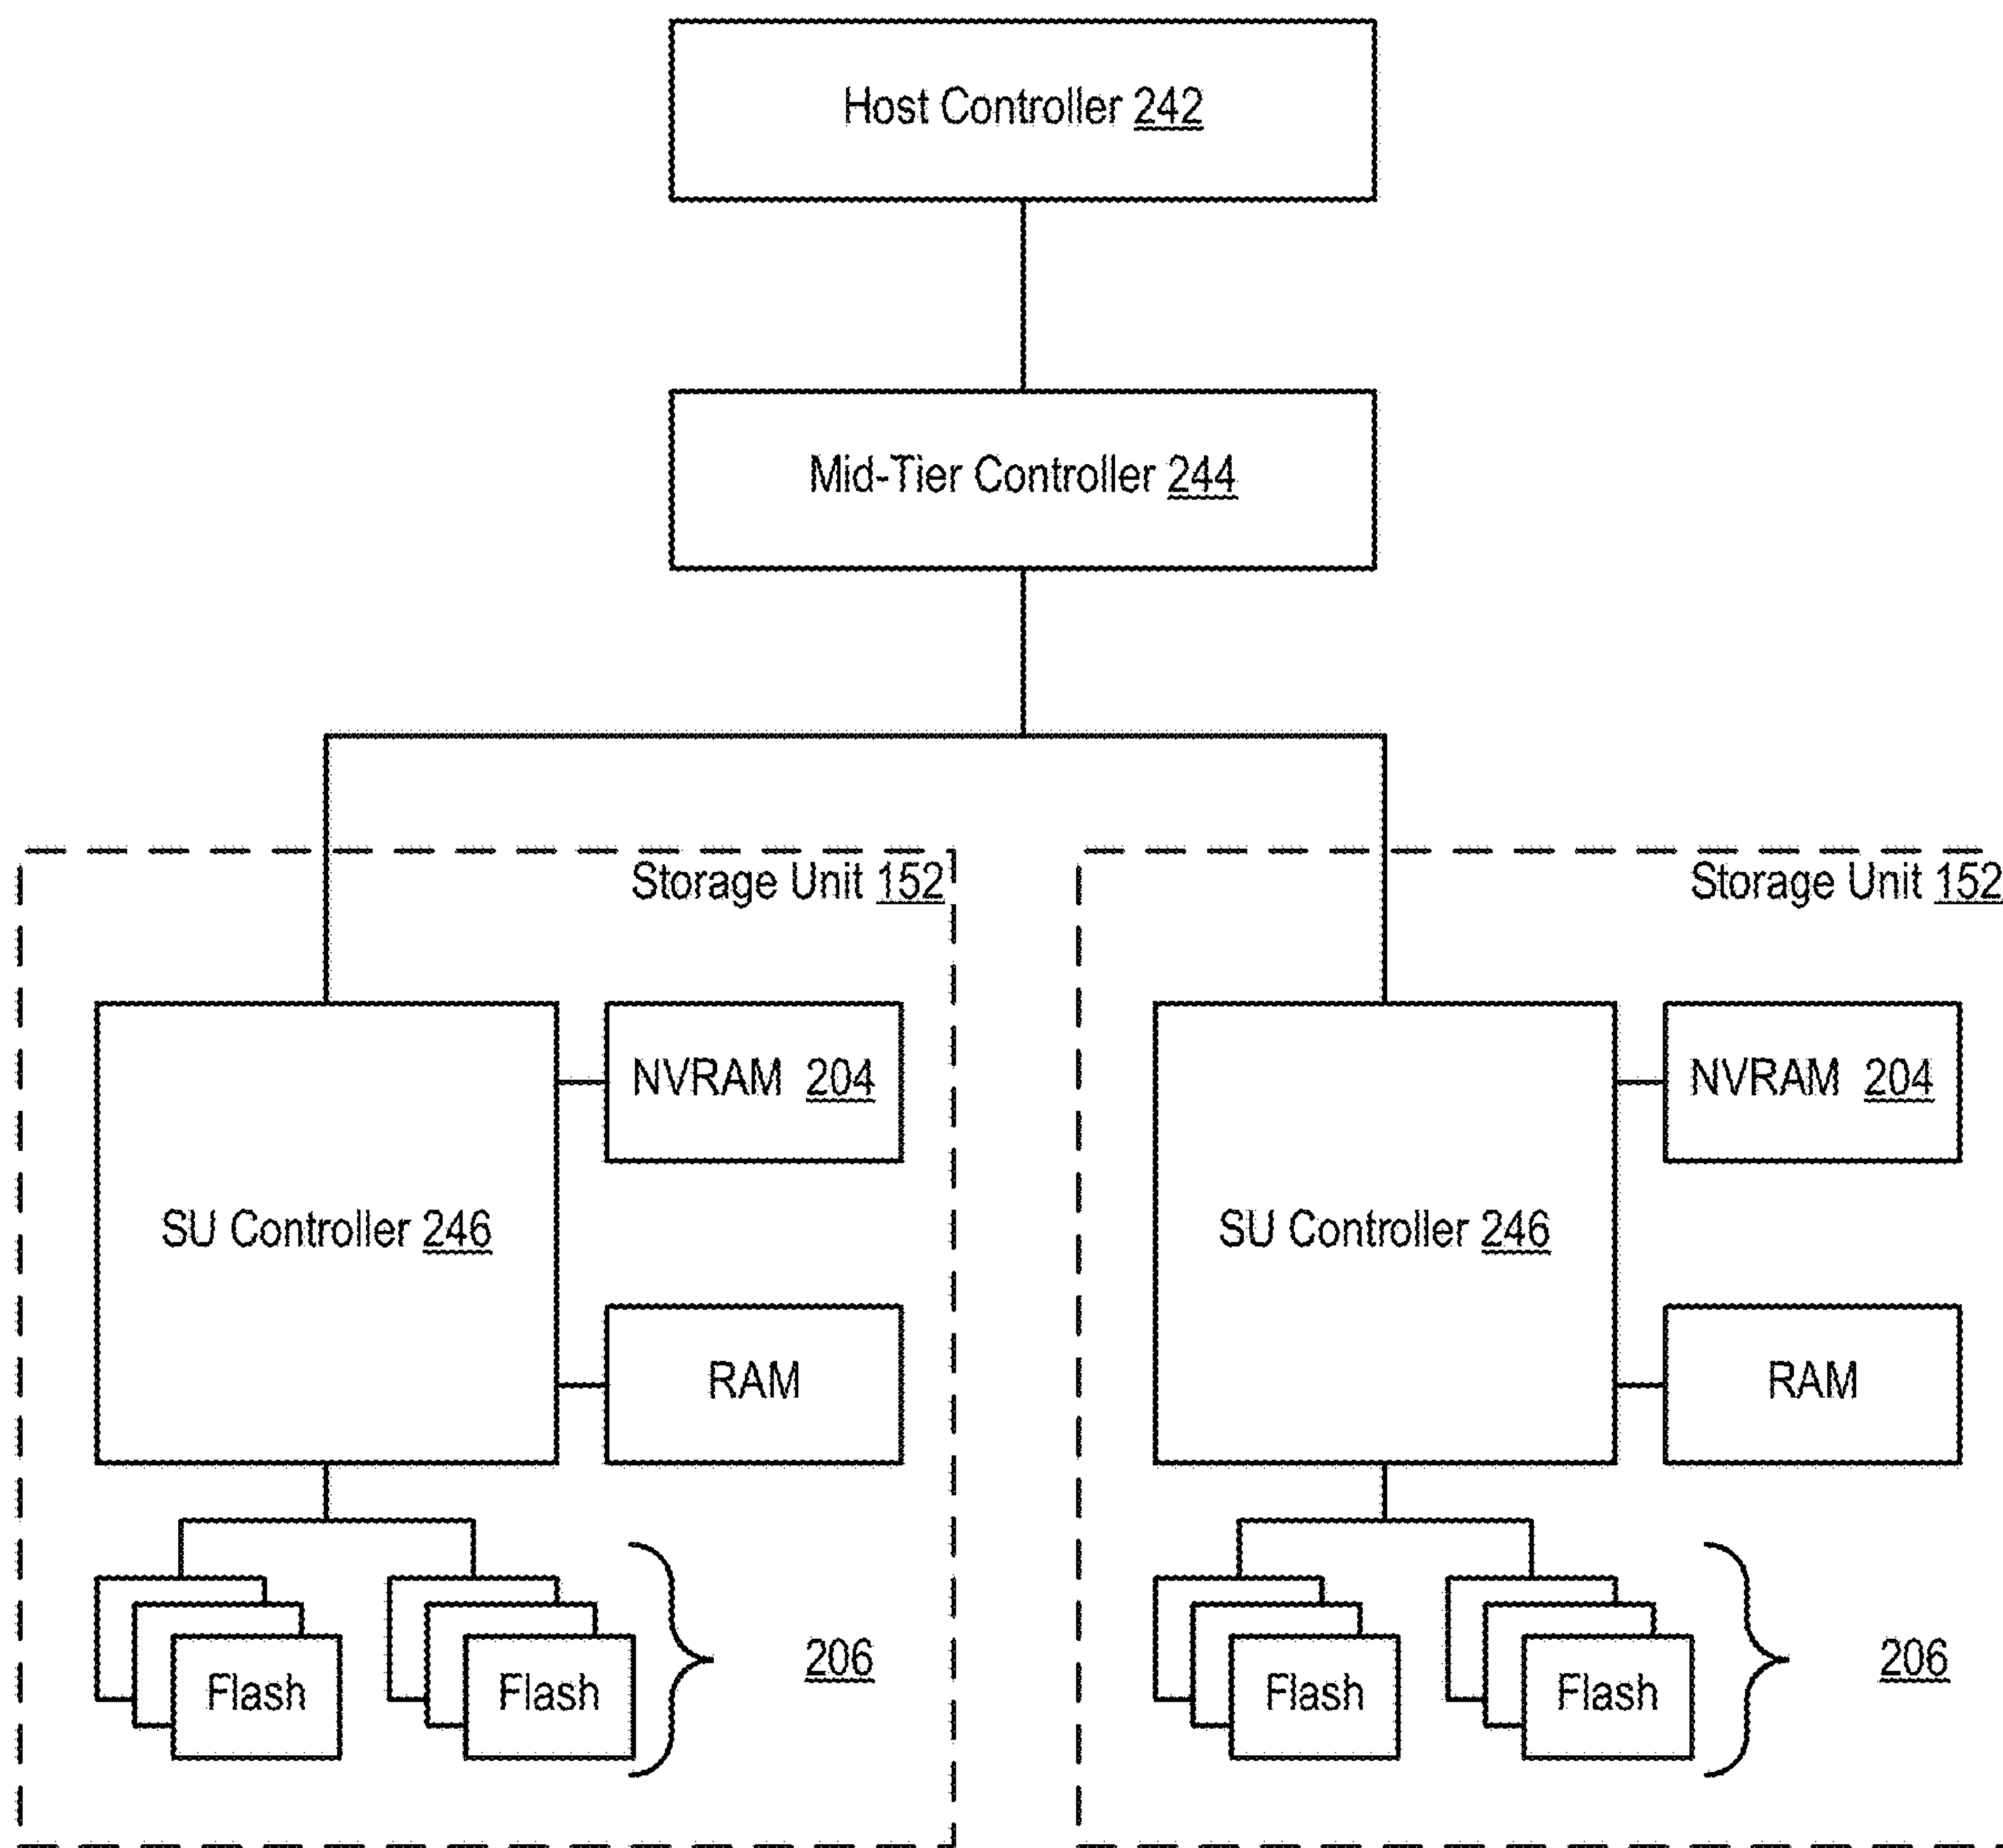 Host Controller 242
Mid-Tier Controller 244
Storage Unit 152
NVRAM 204
SU Controller 246
RAM
Flash
Flash
206
Storage Unit 152
NVRAM 204
SU Controller 246
RAM
Flash
Flash
206